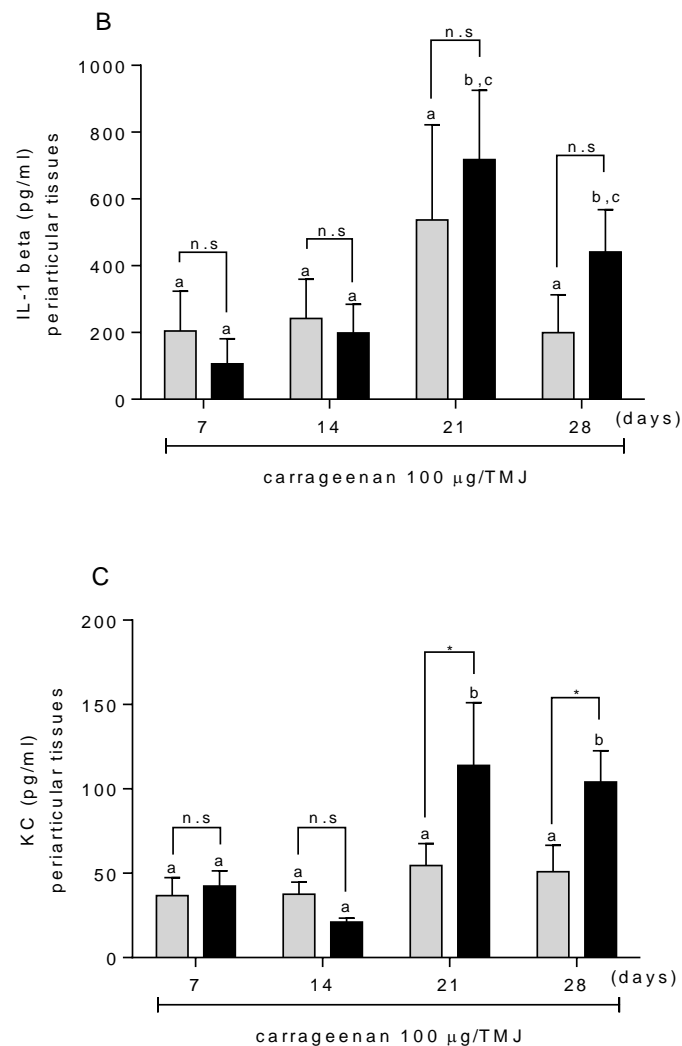 B
n.s
1000
b,c
a
800
n.s
IL-1 beta (pg/ml)
periarticular tissues
600
b,c
n.s
n.s
400
a
a
a
a
a
200
0
7
14
21
28
(days)
carrageenan 100 µg/TMJ
C
200
*
*
150
b
b
KC (pg/ml)
periarticular tissues
100
n.s
n.s
a
a
a
a
50
a
a
0
7
14
21
28
(days)
carrageenan 100 µg/TMJ